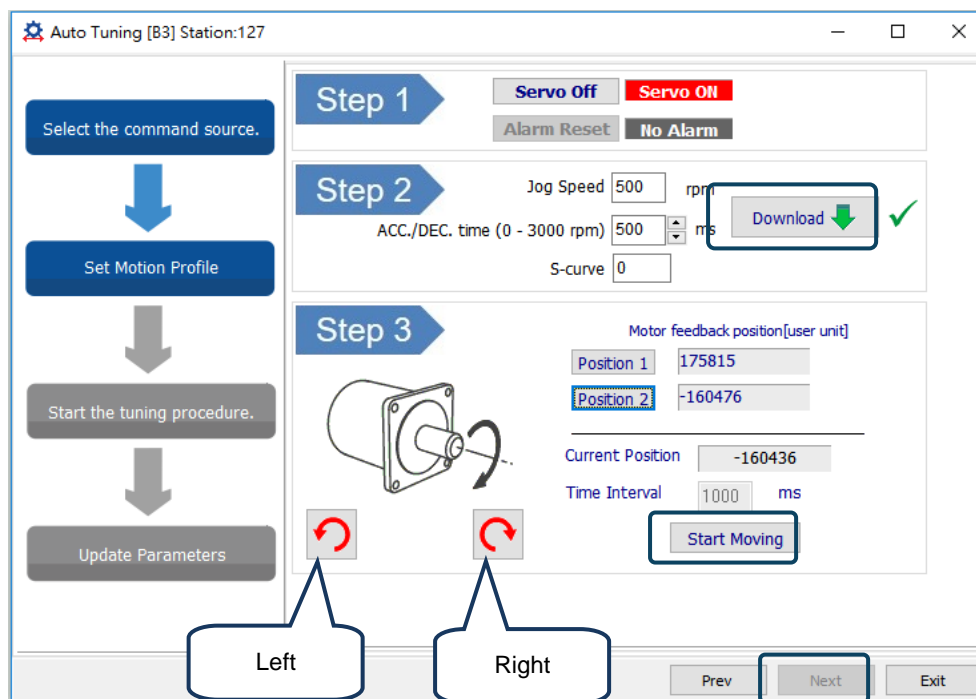 Auto Tuning [B3] Station:127
Select the command source.
Set Motion Profile
Start the tuning procedure.
Update Parameters
Step 1
Servo Off Servo ON
Alarm Reset No Alarm
Step 2
Jog Speed 500 rpm
ACC./DEC. time (0 - 3000 rpm) 500 ms
S-curve 0
Download
Step 3
Motor feedback position[user unit]
Position 1 175815
Position 2 -160476
Current Position -160436
Time Interval 1000 ms
Start Moving
Left
Right
Prev Next Exit